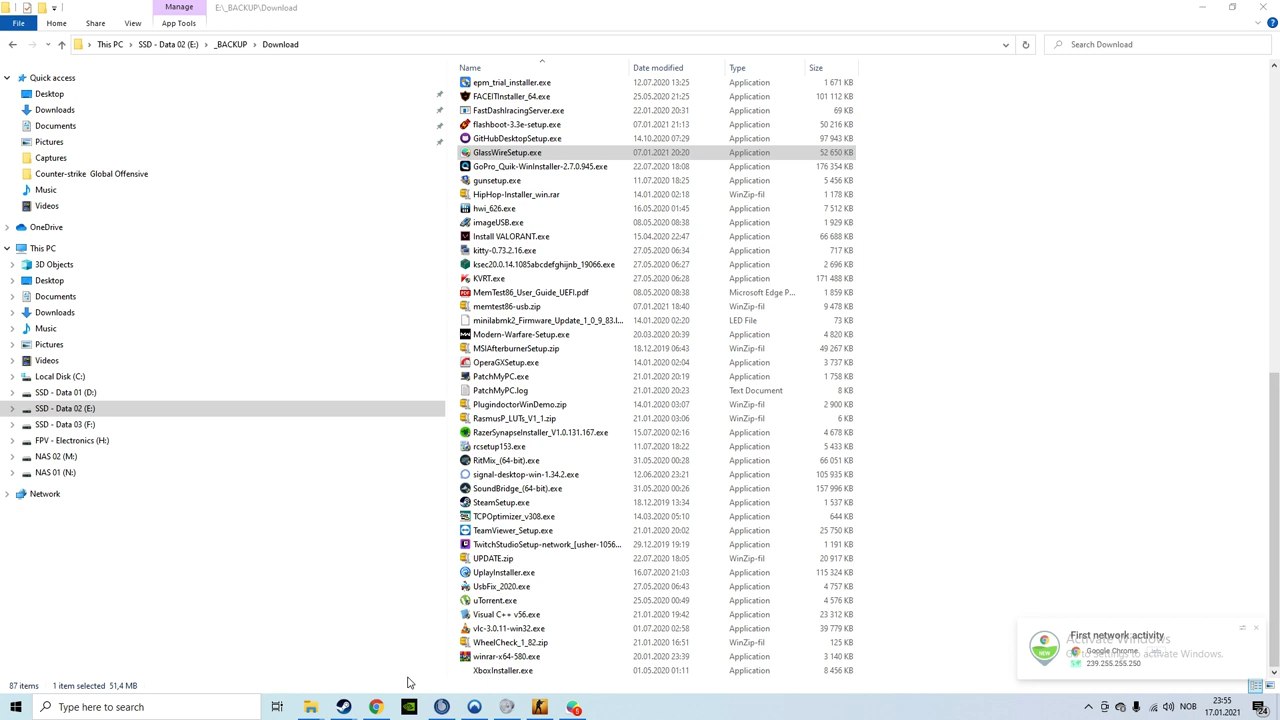 Manage E:\_BACKUP\Download
File Home Share View App Tools
This PC SSD - Data 02 (E:) _BACKUP Download Search Download
Name Date modified Type Size
Quick access
Desktop
Downloads
Documents
Pictures
Captures
Counter-strike Global Offensive
Music
Videos
OneDrive
This PC
3D Objects
Desktop
Documents
Downloads
Music
Pictures
Videos
Local Disk (C:)
SSD - Data 01 (D:)
SSD - Data 02 (E:)
SSD - Data 03 (F:)
FPV - Electronics (H:)
NAS 02 (M:)
NAS 01 (N:)
Network
epm_trial_installer.exe 12.07.2020 13:25 Application 1 671 KB
FACEITInstaller_64.exe 25.05.2020 21:25 Application 101 112 KB
FastDashIracingServer.exe 22.01.2020 20:31 Application 69 KB
flashboot-3.3e-setup.exe 07.01.2021 21:13 Application 50 216 KB
GitHubDesktopSetup.exe 14.10.2020 07:29 Application 97 943 KB
GlassWireSetup.exe 07.01.2021 20:20 Application 52 650 KB
GoPro_Quik-WinInstaller-2.7.0.945.exe 22.07.2020 18:08 Application 176 354 KB
gunsetup.exe 11.07.2020 18:25 Application 5 456 KB
HipHop-Installer_win.rar 14.01.2020 02:18 WinZip-fil 1 178 KB
hwi_626.exe 16.05.2020 01:45 Application 7 512 KB
imageUSB.exe 08.05.2020 08:38 Application 1 929 KB
Install VALORANT.exe 15.04.2020 22:47 Application 66 688 KB
kitty-0.73.2.16.exe 27.05.2020 06:34 Application 717 KB
ksec20.0.14.1085abcdefghijnb_19066.exe 27.05.2020 06:27 Application 2 696 KB
KVRT.exe 27.05.2020 06:28 Application 171 488 KB
MemTest86_User_Guide_UEFI.pdf 08.05.2020 08:38 Microsoft Edge P... 1 859 KB
memtest86-usb.zip 07.01.2021 18:40 WinZip-fil 9 478 KB
minilabmk2_Firmware_Update_1_0_9_83.l... 14.01.2020 02:20 LED File 73 KB
Modern-Warfare-Setup.exe 20.03.2020 20:39 Application 4 820 KB
MSIAfterburnerSetup.zip 18.12.2019 06:43 WinZip-fil 49 267 KB
OperaGXSetup.exe 14.01.2020 02:04 Application 3 737 KB
PatchMyPC.exe 21.01.2020 20:19 Application 1 758 KB
PatchMyPC.log 21.01.2020 20:23 Text Document 8 KB
PlugindoctorWinDemo.zip 14.01.2020 03:07 WinZip-fil 2 900 KB
RasmusP_LUTs_V1_1.zip 21.01.2020 03:06 WinZip-fil 6 KB
RazerSynapseInstaller_V1.0.131.167.exe 15.07.2020 02:16 Application 4 678 KB
rcsetup153.exe 11.07.2020 18:22 Application 5 433 KB
RitMix_(64-bit).exe 31.05.2020 00:28 Application 66 051 KB
signal-desktop-win-1.34.2.exe 12.06.2020 23:21 Application 105 935 KB
SoundBridge_(64-bit).exe 31.05.2020 00:26 Application 157 996 KB
SteamSetup.exe 18.12.2019 13:34 Application 1 537 KB
TCPOptimizer_v308.exe 14.03.2020 05:10 Application 644 KB
TeamViewer_Setup.exe 21.01.2020 20:02 Application 25 750 KB
TwitchStudioSetup-network_[usher-1056... 29.12.2019 19:19 Application 1 191 KB
UPDATE.zip 22.07.2020 18:05 WinZip-fil 20 917 KB
UplayInstaller.exe 16.07.2020 21:03 Application 115 324 KB
UsbFix_2020.exe 27.05.2020 06:43 Application 4 757 KB
uTorrent.exe 25.05.2020 00:49 Application 4 576 KB
Visual C++ v56.exe 21.01.2020 19:42 Application 23 312 KB
vlc-3.0.11-win32.exe 01.07.2020 02:58 Application 39 779 KB
WheelCheck_1_82.zip 21.01.2020 16:51 WinZip-fil 125 KB
winrar-x64-580.exe 23.01.2020 06:51 Application 3 140 KB
XboxInstaller.exe 21.01.2020 23:04 Application 8 456 KB
First network activity
Google Chrome
239.255.255.250
NEW
Activate Windows
Go to Settings to activate Windows.
87 items 1 item selected 51,4 MB
Type here to search
NOB
23:55
17.01.2021
24